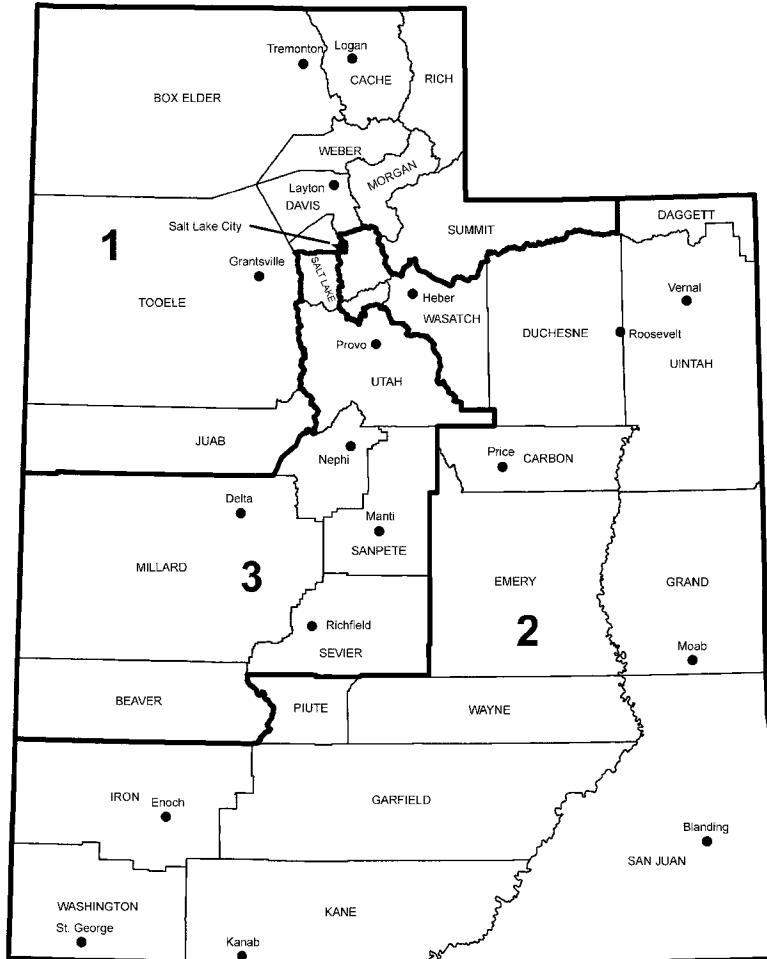 Tremonton
Logan
CACHE
RICH
BOX ELDER
WEBER
MORGAN
Layton
DAVIS
DAGGETT
Salt Lake City
SUMMIT
1
Grantsville
SALT LAKE
Heber
WASATCH
Vernal
TOOELE
DUCHESNE
Roosevelt
Provo
UINTAH
UTAH
JUAB
Nephi
Price
CARBON
Delta
Manti
SANPETE
MILLARD
3
EMERY
GRAND
2
Richfield
SEVIER
Moab
BEAVER
PIUTE
WAYNE
IRON
Enoch
GARFIELD
Blanding
SAN JUAN
WASHINGTON
St. George
KANE
Kanab